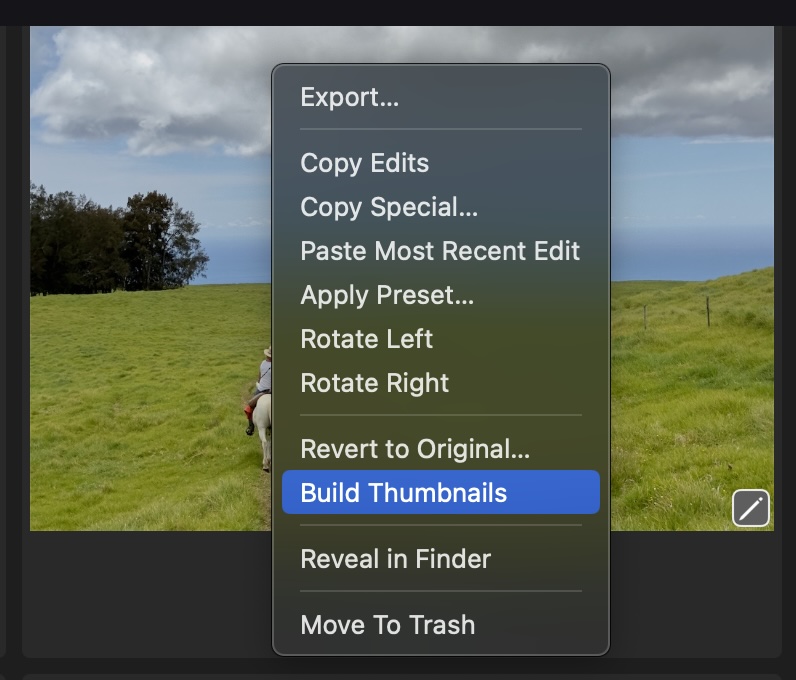 Export...
Copy Edits
Copy Special...
Paste Most Recent Edit
Apply Preset...
Rotate Left
Rotate Right
Revert to Original...
Build Thumbnails
Reveal in Finder
Move To Trash